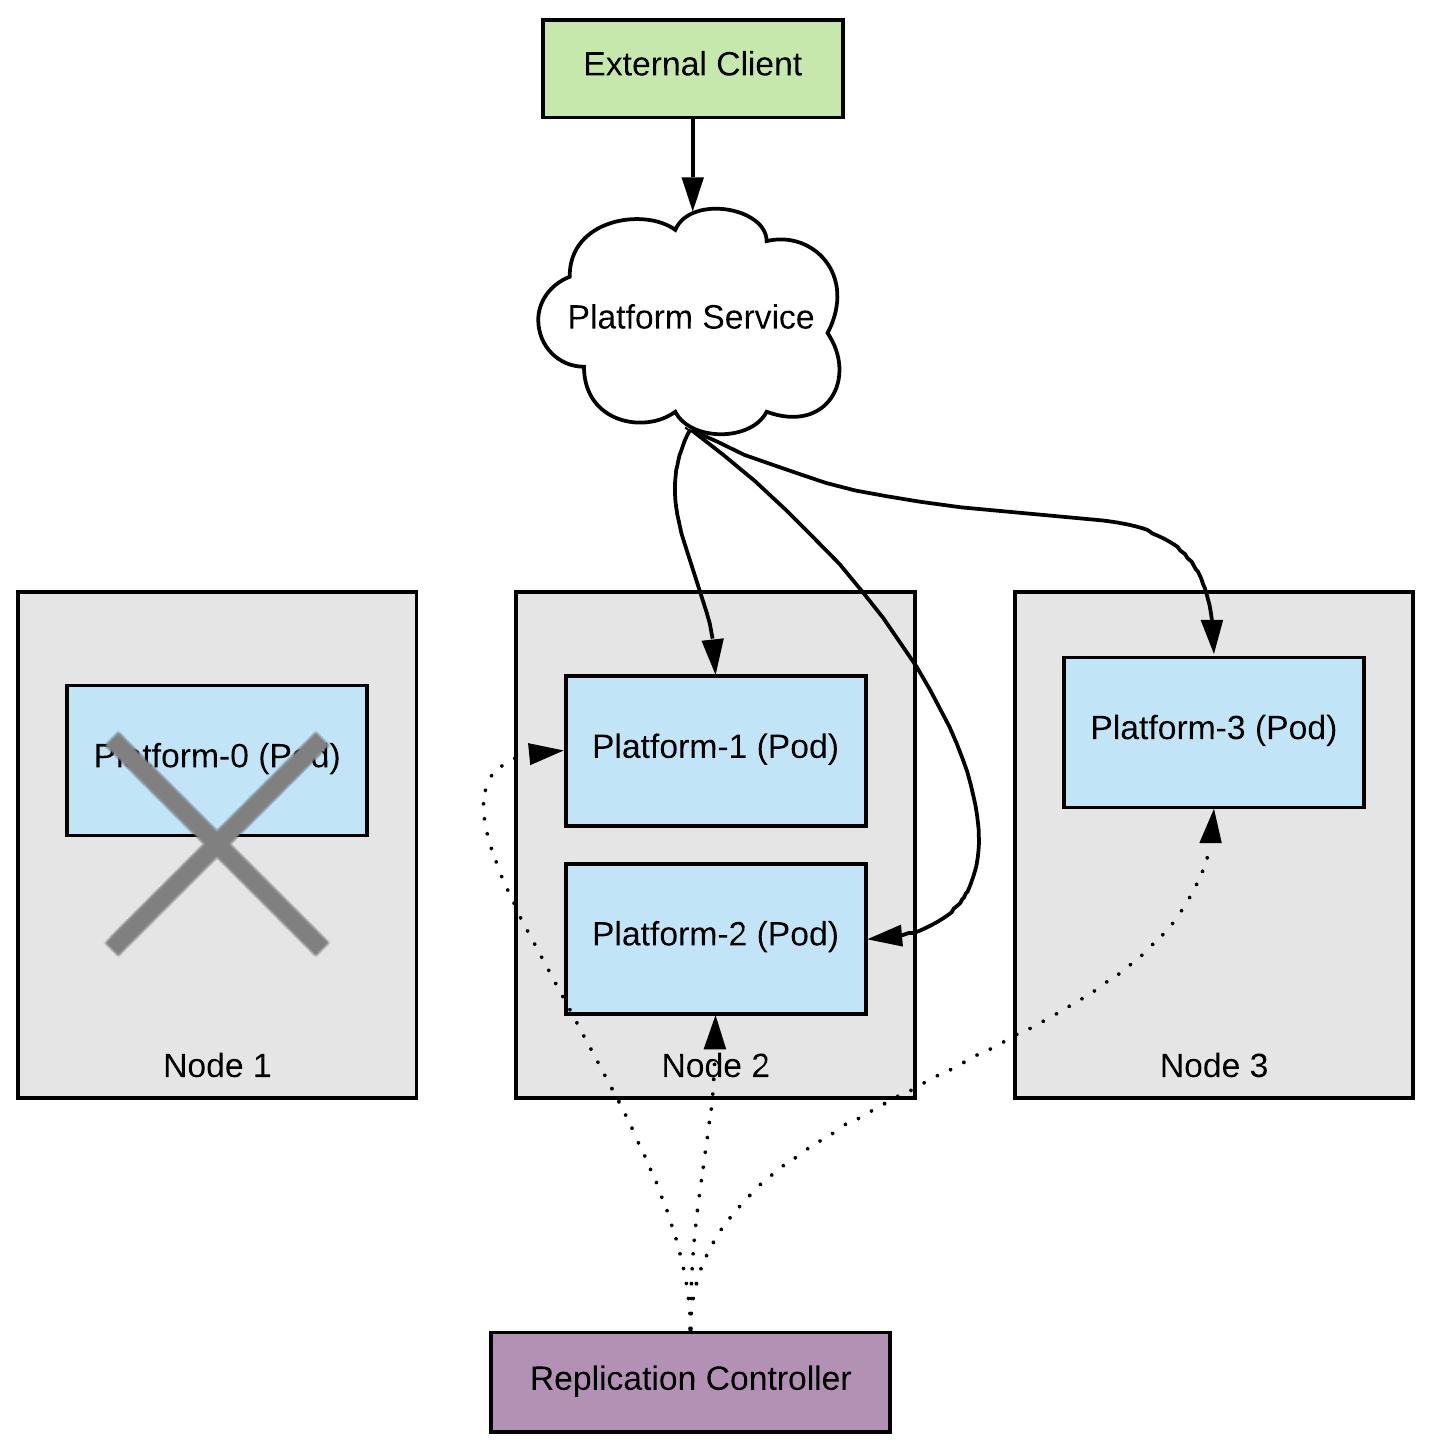 External Client
Platform Service
Platform-0 (Pod)
Platform-1 (Pod)
Platform-3 (Pod)
Platform-2 (Pod)
Node 1
Node 2
Node 3
Replication Controller